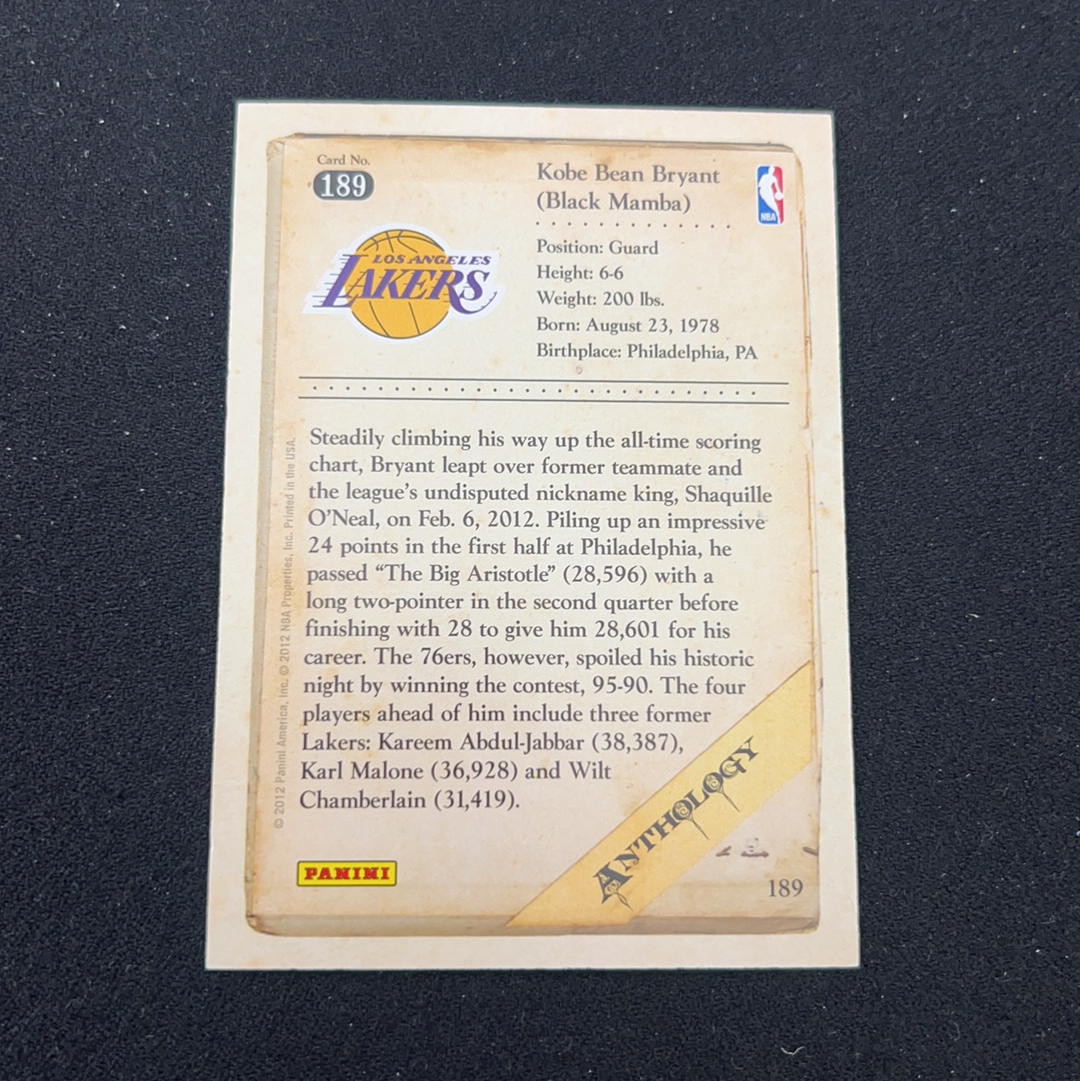 Card No.
189
Kobe Bean Bryant
(Black Mamba)
NBA
LOS ANGELES
LAKERS
Position: Guard
Height: 6-6
Weight: 200 lbs.
Born: August 23, 1978
Birthplace: Philadelphia, PA
Steadily climbing his way up the all-time scoring
chart, Bryant leapt over former teammate and
the league's undisputed nickname king, Shaquille
O'Neal, on Feb. 6, 2012. Piling up an impressive
24 points in the first half at Philadelphia, he
passed “The Big Aristotle” (28,596) with a
long two-pointer in the second quarter before
finishing with 28 to give him 28,601 for his
career. The 76ers, however, spoiled his historic
night by winning the contest, 95-90. The four
players ahead of him include three former
Lakers: Kareem Abdul-Jabbar (38,387),
Karl Malone (36,928) and Wilt
Chamberlain (31,419).
© 2012 Panini America, Inc. © 2012 NBA Properties, Inc. Printed in the USA.
ANTHOLOGY
PANINI
189